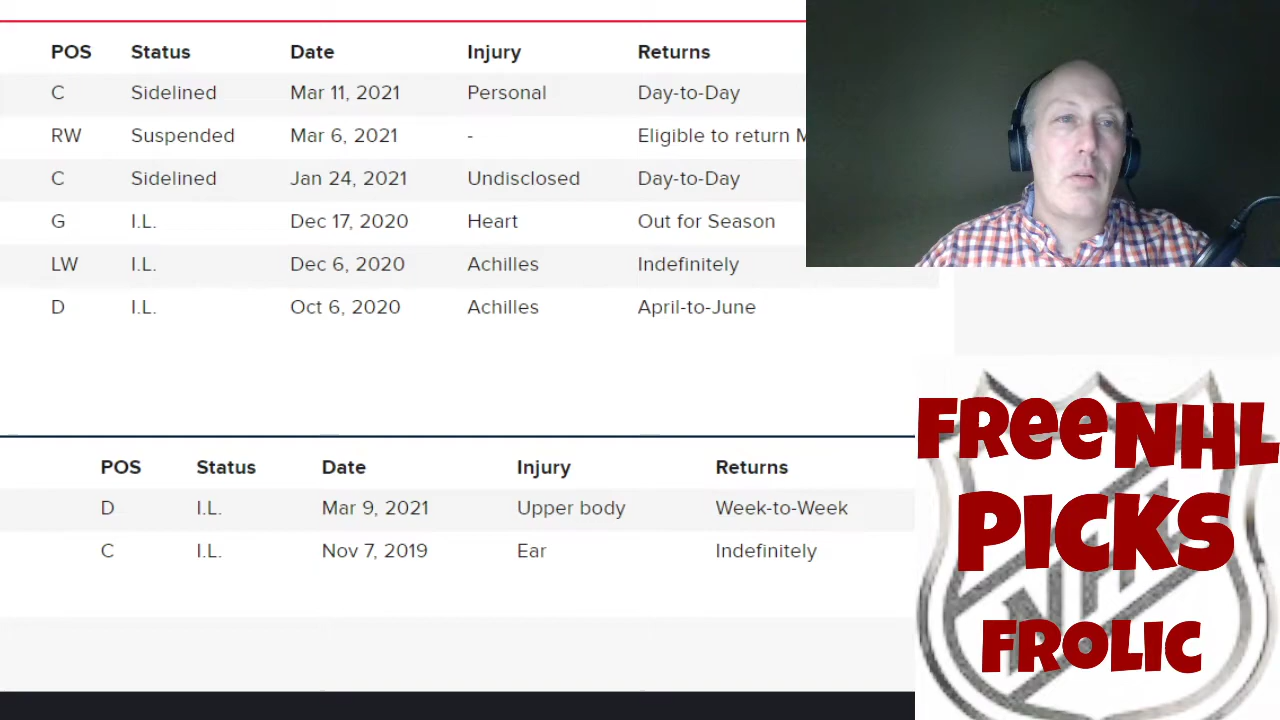 POS Status Date Injury Returns
C Sidelined Mar 11, 2021 Personal Day-to-Day
RW Suspended Mar 6, 2021 - Eligible to return M
C Sidelined Jan 24, 2021 Undisclosed Day-to-Day
G I.L. Dec 17, 2020 Heart Out for Season
LW I.L. Dec 6, 2020 Achilles Indefinitely
D I.L. Oct 6, 2020 Achilles April-to-June
POS Status Date Injury Returns
D I.L. Mar 9, 2021 Upper body Week-to-Week
C I.L. Nov 7, 2019 Ear Indefinitely
FRee NHL
PICKS
NHL
FROLIC